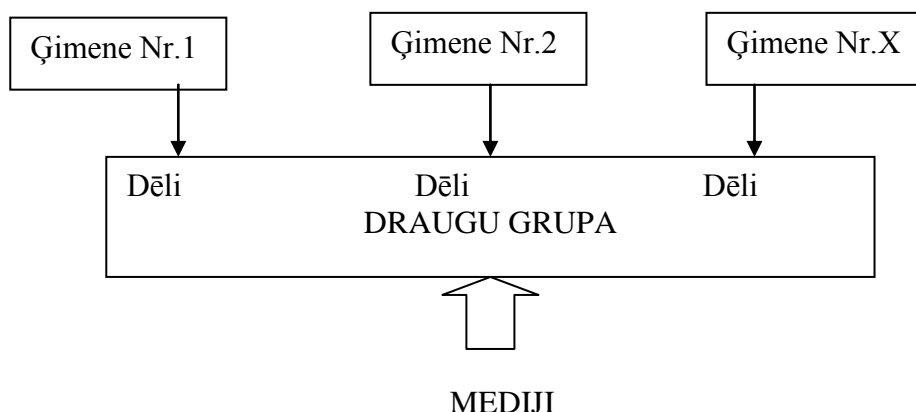 Ģimene Nr.1 Ģimene Nr.2 Ģimene Nr.X
Dēli Dēli Dēli
DRAUGU GRUPA
MEDIJI